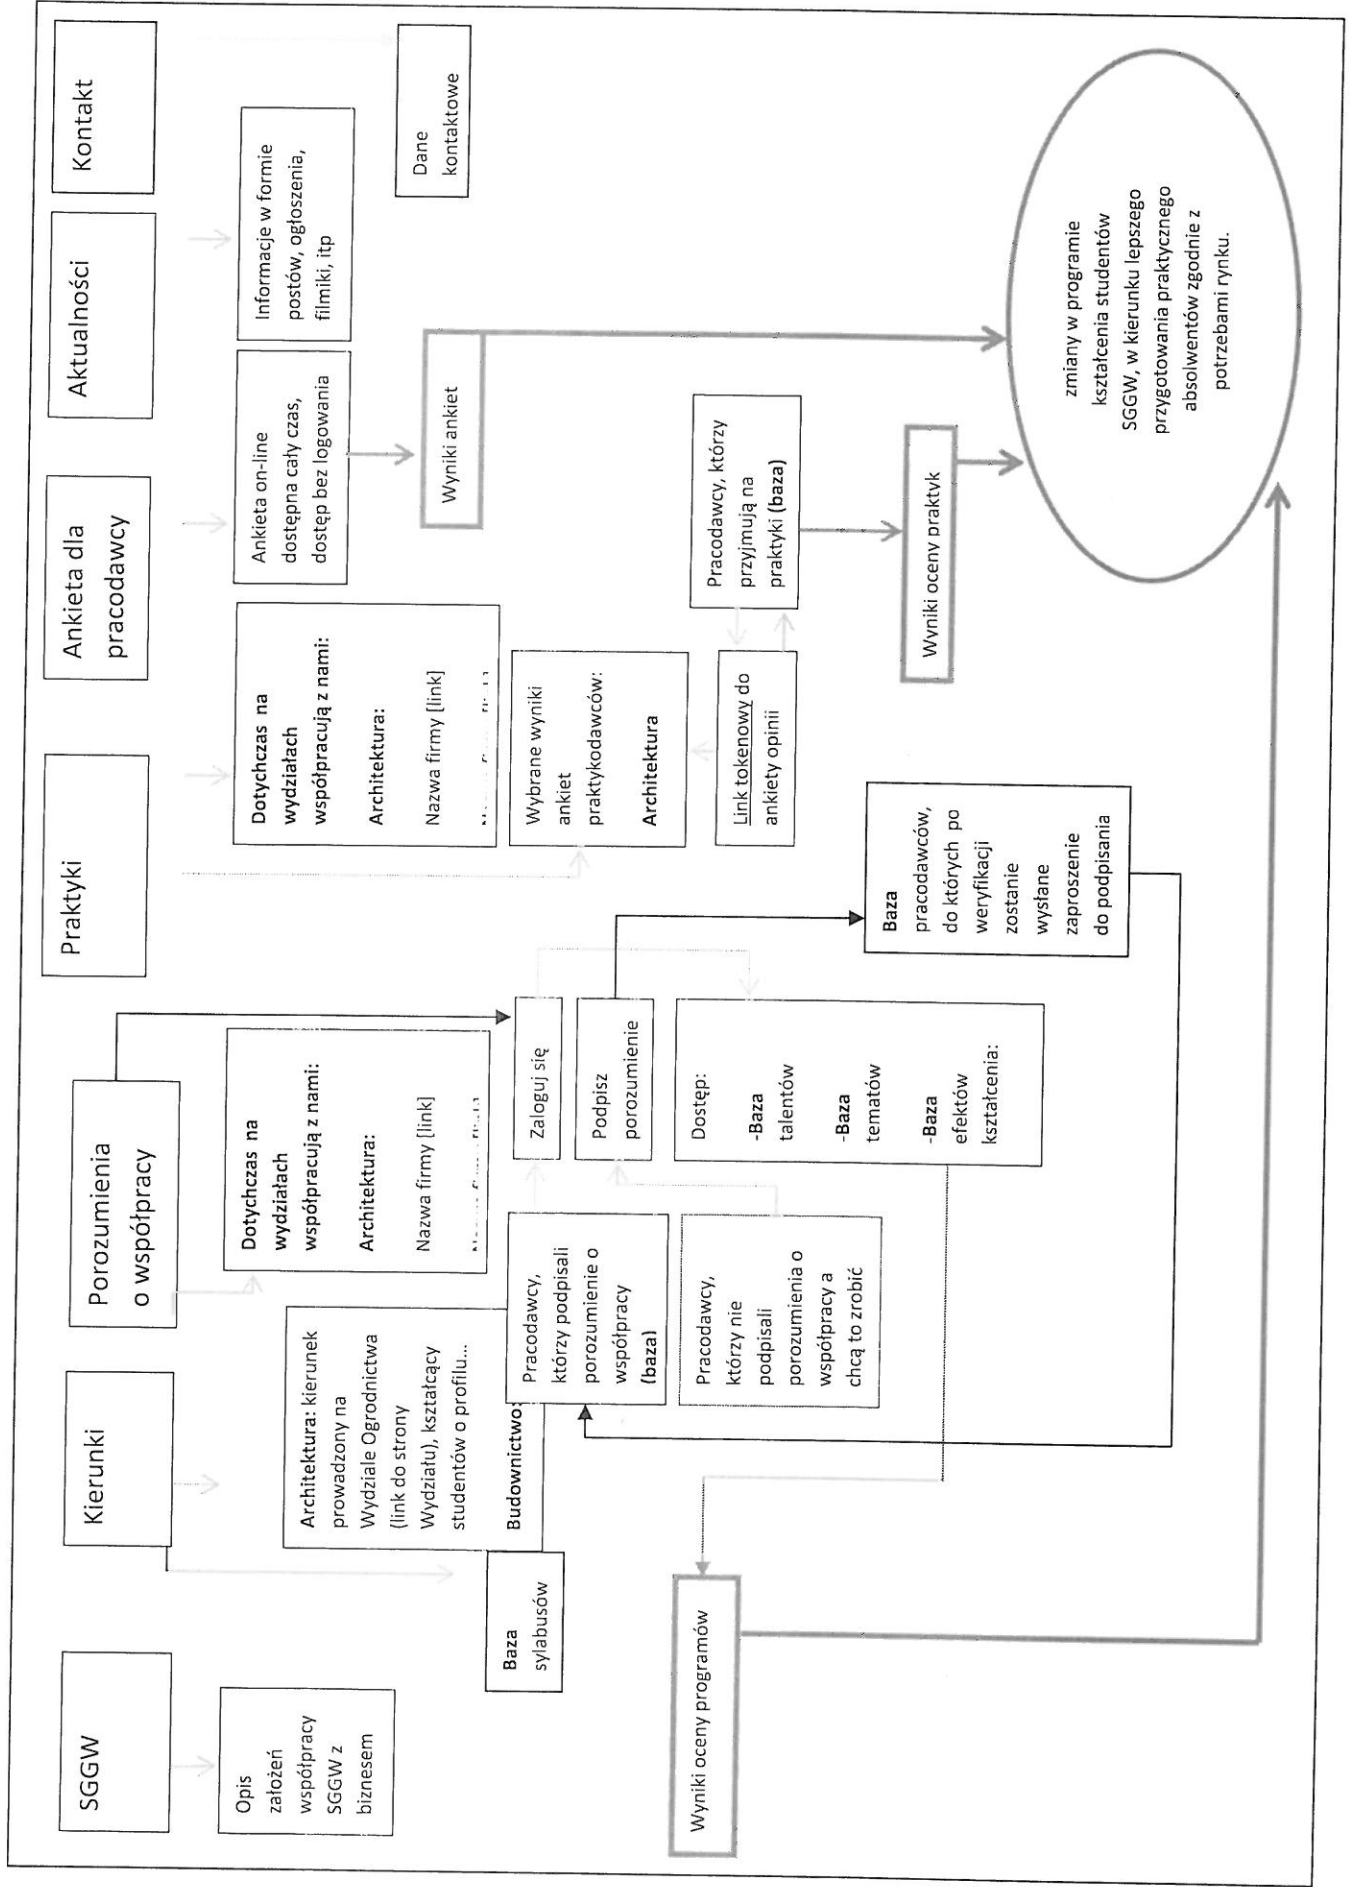 SGGW
Kierunki
Porozumienia
o współpracy
Praktyki
Ankieta dla
pracodawcy
Aktualności
Kontakt
Opis
założeń
współpracy
SGGW z
biznesem
Architektura: kierunek
prowadzony na
Wydziale Ogrodnictwa
(link do strony
Wydziału), kształcący
studentów o profilu...
Budownictwo:
Baza
sylabusów
Dotychczas na
wydziałach
współpracują z nami:
Architektura:
Nazwa firmy [link]
Dotychczas na
wydziałach
współpracują z nami:
Architektura:
Nazwa firmy [link]
Ankieta on-line
dostępna cały czas,
dostęp bez logowania
Informacje w formie
postów, ogłoszenia,
filmiki, itp
Dane
kontaktowe
Wyniki ankiet
Pracodawcy,
którzy podpisali
porozumienie o
współpracy
(baza)
Zaloguj się
Podpisz
porozumienie
Wybrane wyniki
ankiet
praktykodawców:
Architektura
Pracodawcy,
którzy nie
podpisali
porozumienia o
współpracy a
chcą to zrobić
Dostęp:
-Baza
talentów
-Baza
tematów
-Baza
efektów
kształcenia:
Link tokenowy do
ankiety opinii
Pracodawcy, którzy
przyjmują na
praktyki (baza)
Wyniki oceny programów
Baza
pracodawców,
do których po
weryfikacji
zostanie
wysłane
zaproszenie
do podpisania
Wyniki oceny praktyk
zmiany w programie
kształcenia studentów
SGGW, w kierunku lepszego
przygotowania praktycznego
absolwentów zgodnie z
potrzebami rynku.